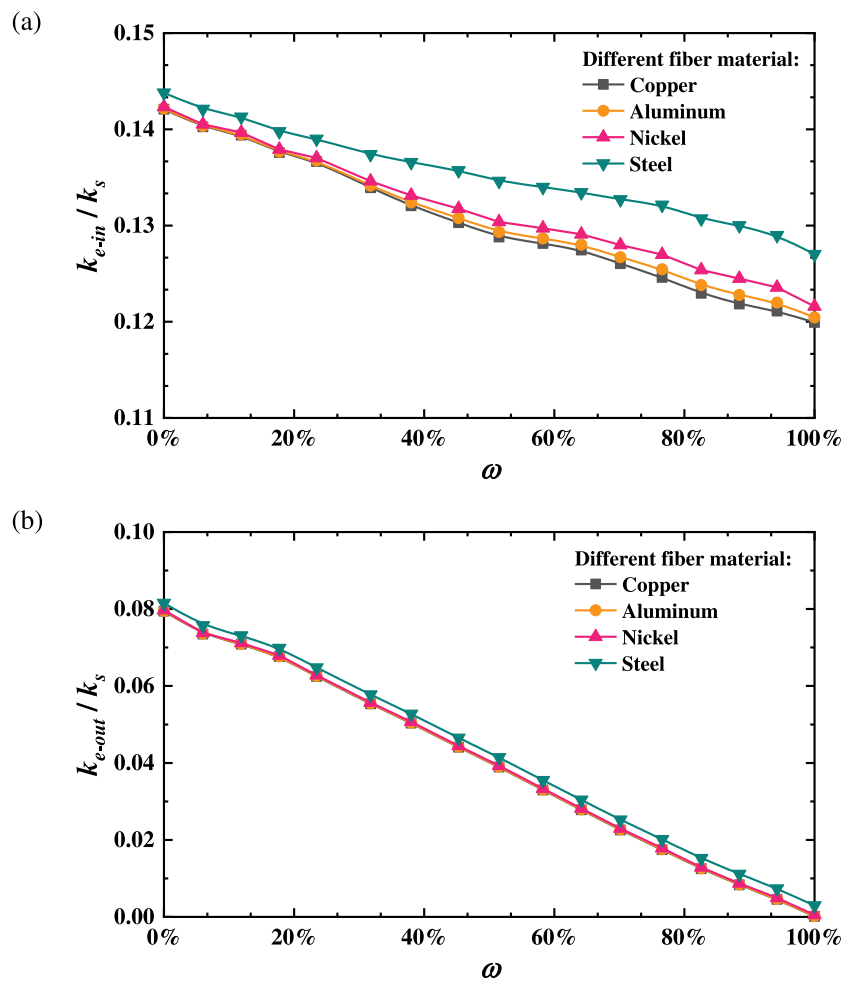 (a)
0.15
0.14
0.13
0.12
0.11
k_{e-in} / k_s
Different fiber material:
Copper
Aluminum
Nickel
Steel
0% 20% 40% 60% 80% 100%
ω
(b)
0.10
0.08
0.06
0.04
0.02
0.00
k_{e-out} / k_s
Different fiber material:
Copper
Aluminum
Nickel
Steel
0% 20% 40% 60% 80% 100%
ω